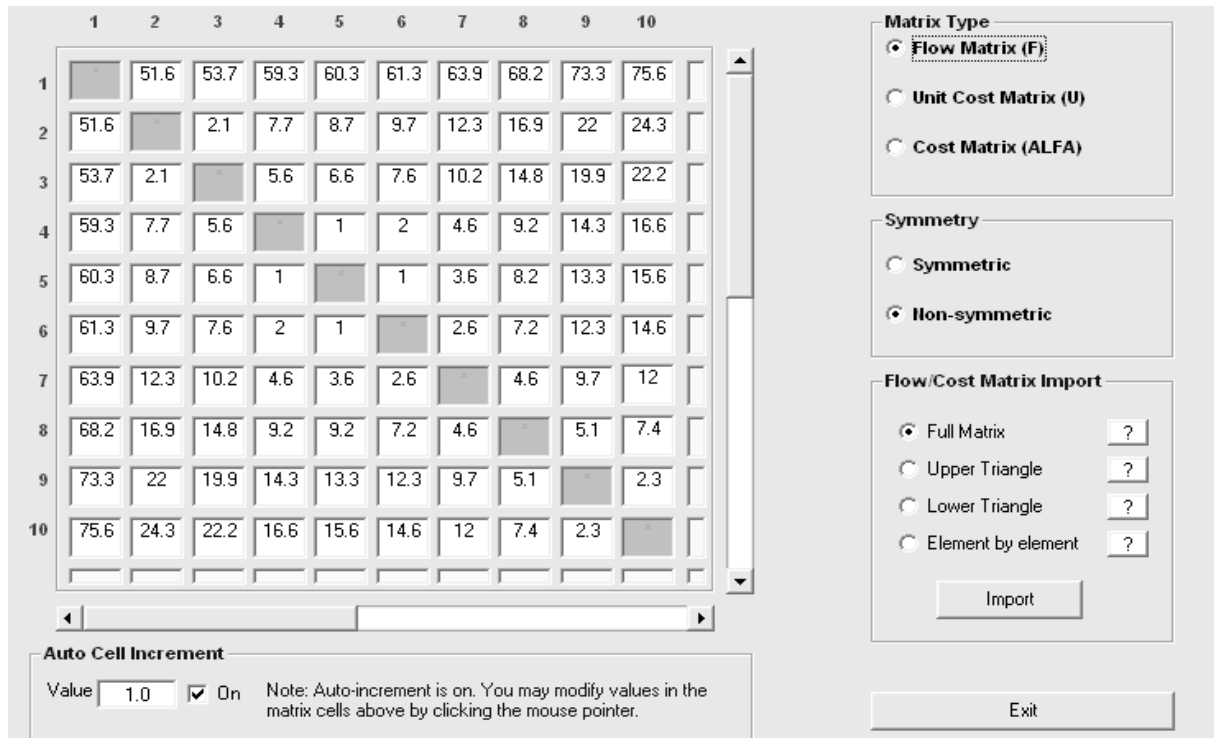 1 2 3 4 5 6 7 8 9 10
1 * 51.6 53.7 59.3 60.3 61.3 63.9 68.2 73.3 75.6
2 51.6 * 2.1 7.7 8.7 9.7 12.3 16.9 22 24.3
3 53.7 2.1 * 5.6 6.6 7.6 10.2 14.8 19.9 22.2
4 59.3 7.7 5.6 * 1 2 4.6 9.2 14.3 16.6
5 60.3 8.7 6.6 1 * 1 3.6 8.2 13.3 15.6
6 61.3 9.7 7.6 2 1 * 2.6 7.2 12.3 14.6
7 63.9 12.3 10.2 4.6 3.6 2.6 * 4.6 9.7 12
8 68.2 16.9 14.8 9.2 9.2 7.2 4.6 * 5.1 7.4
9 73.3 22 19.9 14.3 13.3 12.3 9.7 5.1 * 2.3
10 75.6 24.3 22.2 16.6 15.6 14.6 12 7.4 2.3 *
Auto Cell Increment
Value 1.0 On
Note: Auto-increment is on. You may modify values in the
matrix cells above by clicking the mouse pointer.
Matrix Type
Flow Matrix (F)
Unit Cost Matrix (U)
Cost Matrix (ALFA)
Symmetry
Symmetric
Non-symmetric
Flow/Cost Matrix Import
Full Matrix ?
Upper Triangle ?
Lower Triangle ?
Element by element ?
Import
Exit